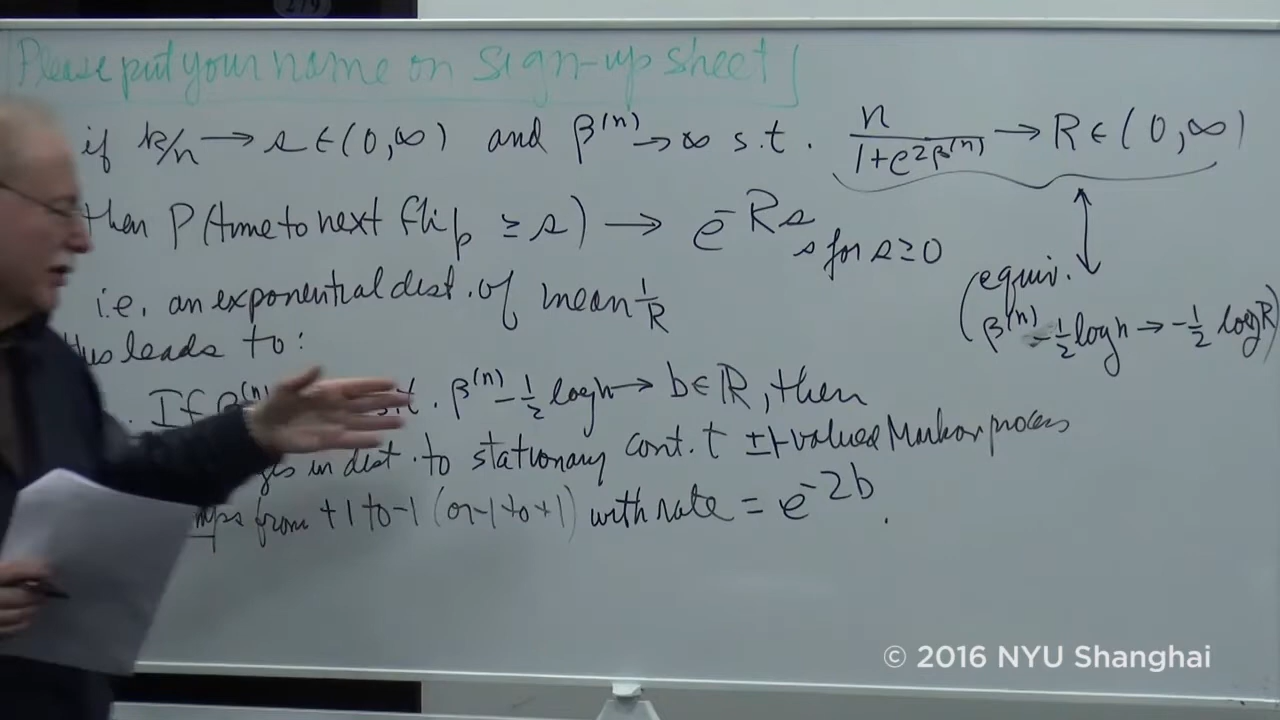 Please put your name on sign-up sheet
if k/n → s ∈ (0,∞) and β⁽ⁿ⁾ → ∞ s.t. n/(1+e^{2β⁽ⁿ⁾}) → R ∈ (0,∞)
then P(time to next flip ≥ s) → e^{-Rs} for s ≥ 0
i.e. an exponential dist. of mean 1/R
(equiv.
β⁽ⁿ⁾ - ½ log n → -½ log R)
leads to:
If β⁽ⁿ⁾ s.t. β⁽ⁿ⁾ - ½ log n → b ∈ ℝ, then
in dist. to stationary cont. t ±1-valued Markov process
from +1 to -1 (or -1 to +1) with rate = e^{-2b}.
© 2016 NYU Shanghai